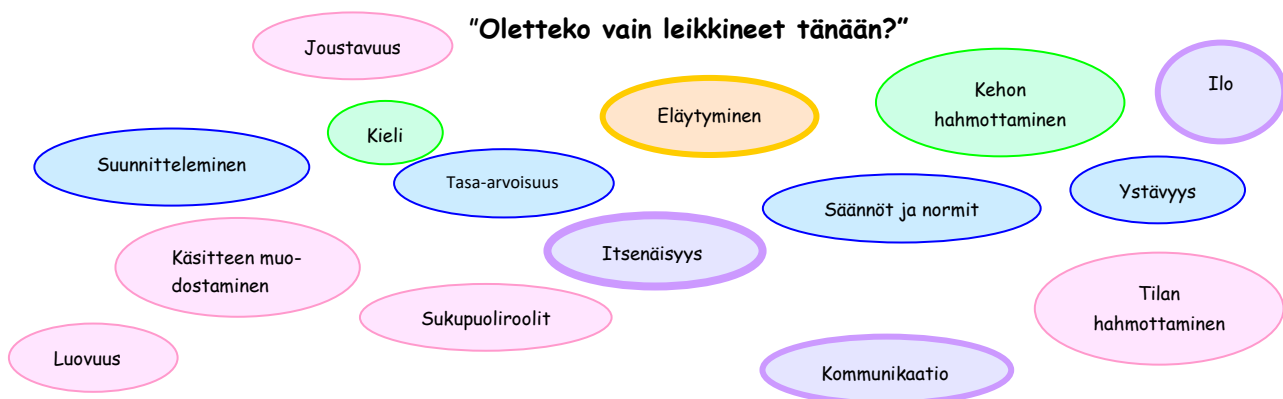 "Oletteko vain leikkineet tänään?”
Joustavuus
Kieli
Eläytyminen
Kehon
hahmottaminen
Ilo
Suunnitteleminen
Tasa-arvoisuus
Säännöt ja normit
Ystävyys
Käsitteen muo-
dostaminen
Itsenäisyys
Sukupuoliroolit
Tilan
hahmottaminen
Luovuus
Kommunikaatio